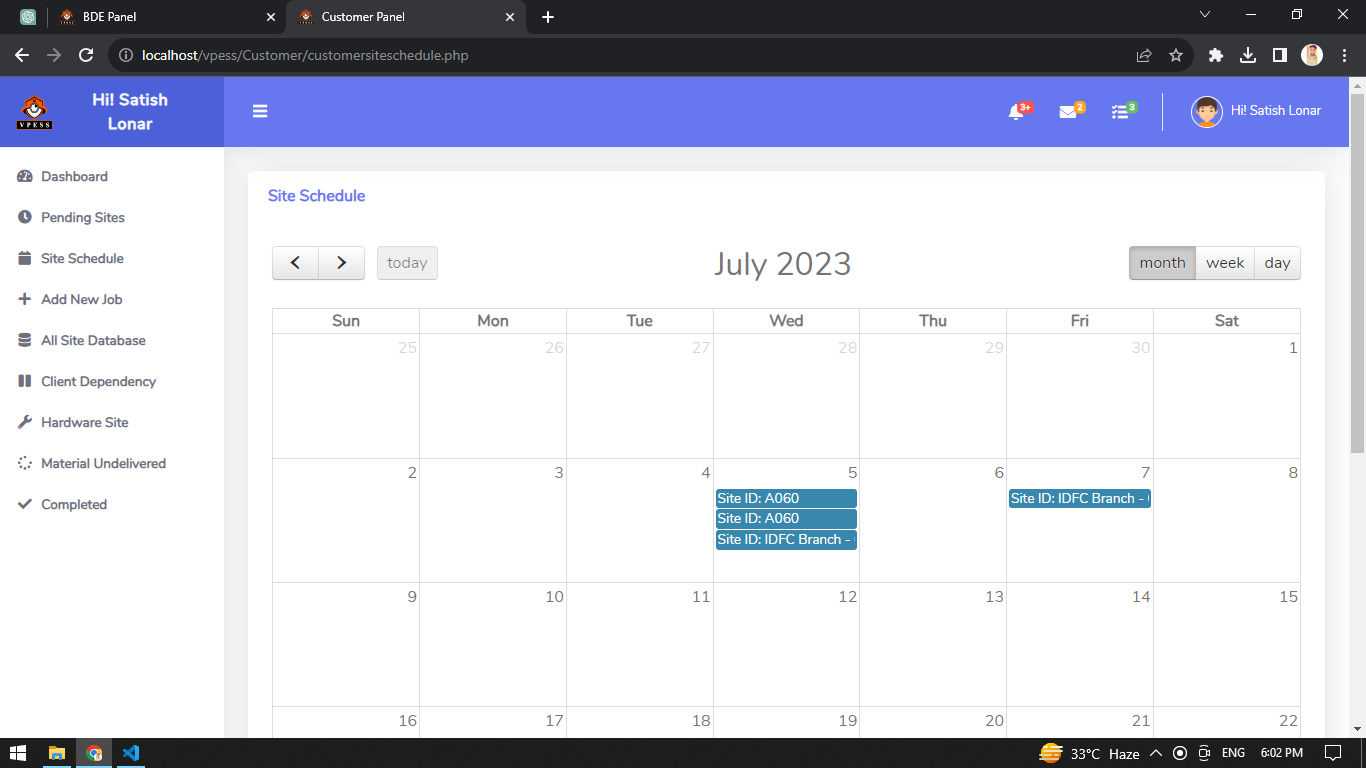 BDE Panel
Customer Panel
localhost/vpess/Customer/customersiteschedule.php
VPESS
Hi! Satish
Lonar
3+
2
3
Hi! Satish Lonar
Dashboard
Pending Sites
Site Schedule
Add New Job
All Site Database
Client Dependency
Hardware Site
Material Undelivered
Completed
Site Schedule
today
July 2023
month week day
Sun Mon Tue Wed Thu Fri Sat
25 26 27 28 29 30 1
2 3 4 5 6 7 8
Site ID: A060
Site ID: A060
Site ID: IDFC Branch -
Site ID: IDFC Branch -
9 10 11 12 13 14 15
16 17 18 19 20 21 22
33°C Haze
ENG
6:02 PM